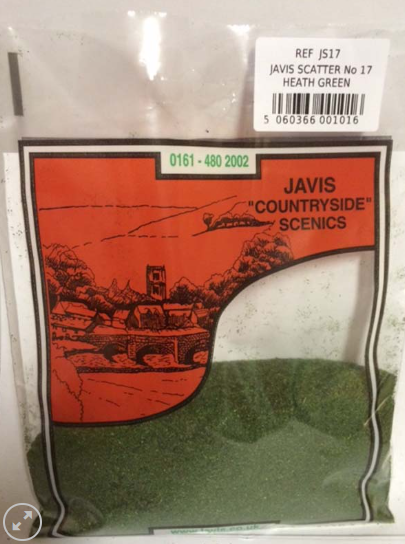 REF JS17
JAVIS SCATTER No 17
HEATH GREEN
5 060366 001016
0161 - 480 2002
JAVIS
"COUNTRYSIDE"
SCENICS